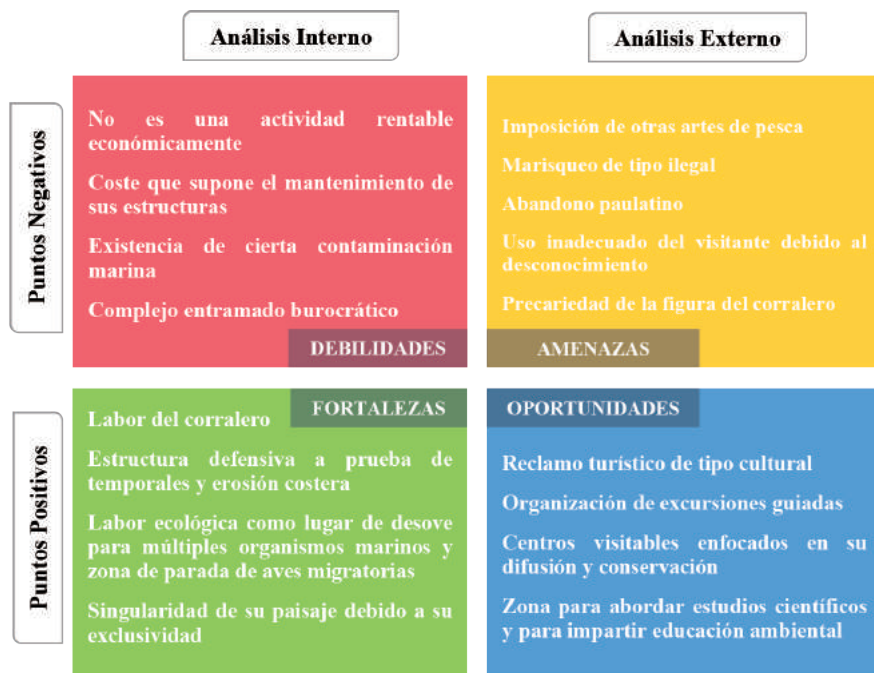 Análisis Interno
Análisis Externo
Puntos Negativos
No es una actividad rentable
económicamente
Coste que supone el mantenimiento de
sus estructuras
Existencia de cierta contaminación
marina
Complejo entramado burocrático
DEBILIDADES
Imposición de otras artes de pesca
Marisqueo de tipo ilegal
Abandono paulatino
Uso inadecuado del visitante debido al
desconocimiento
Precariedad de la figura del corralero
AMENAZAS
Puntos Positivos
FORTALEZAS
Labor del corralero
Estructura defensiva a prueba de
temporales y erosión costera
Labor ecológica como lugar de desove
para múltiples organismos marinos y
zona de parada de aves migratorias
Singularidad de su paisaje debido a su
exclusividad
OPORTUNIDADES
Reclamo turístico de tipo cultural
Organización de excursiones guiadas
Centros visitables enfocados en su
difusión y conservación
Zona para abordar estudios científicos
y para impartir educación ambiental